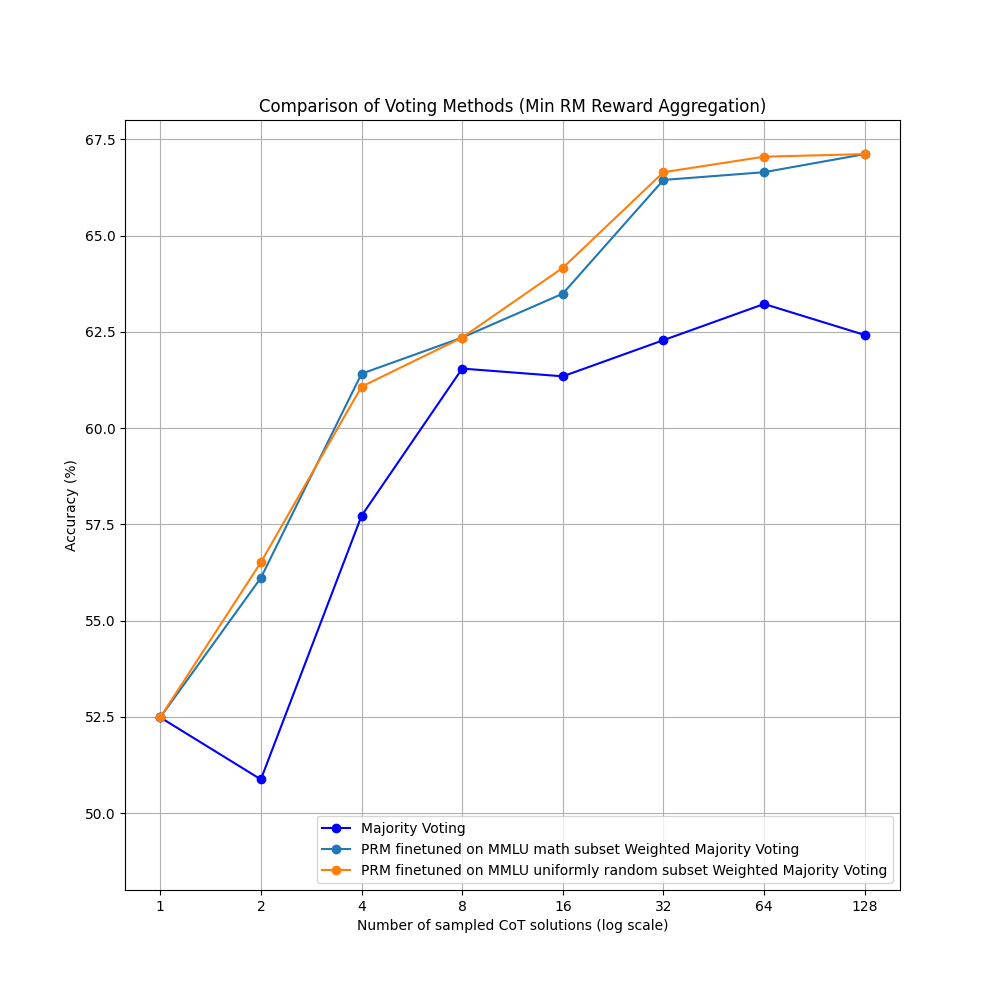 Comparison of Voting Methods (Min RM Reward Aggregation)
67.5
65.0
62.5
60.0
57.5
55.0
52.5
50.0
Accuracy (%)
Majority Voting
PRM finetuned on MMLU math subset Weighted Majority Voting
PRM finetuned on MMLU uniformly random subset Weighted Majority Voting
1 2 4 8 16 32 64 128
Number of sampled CoT solutions (log scale)